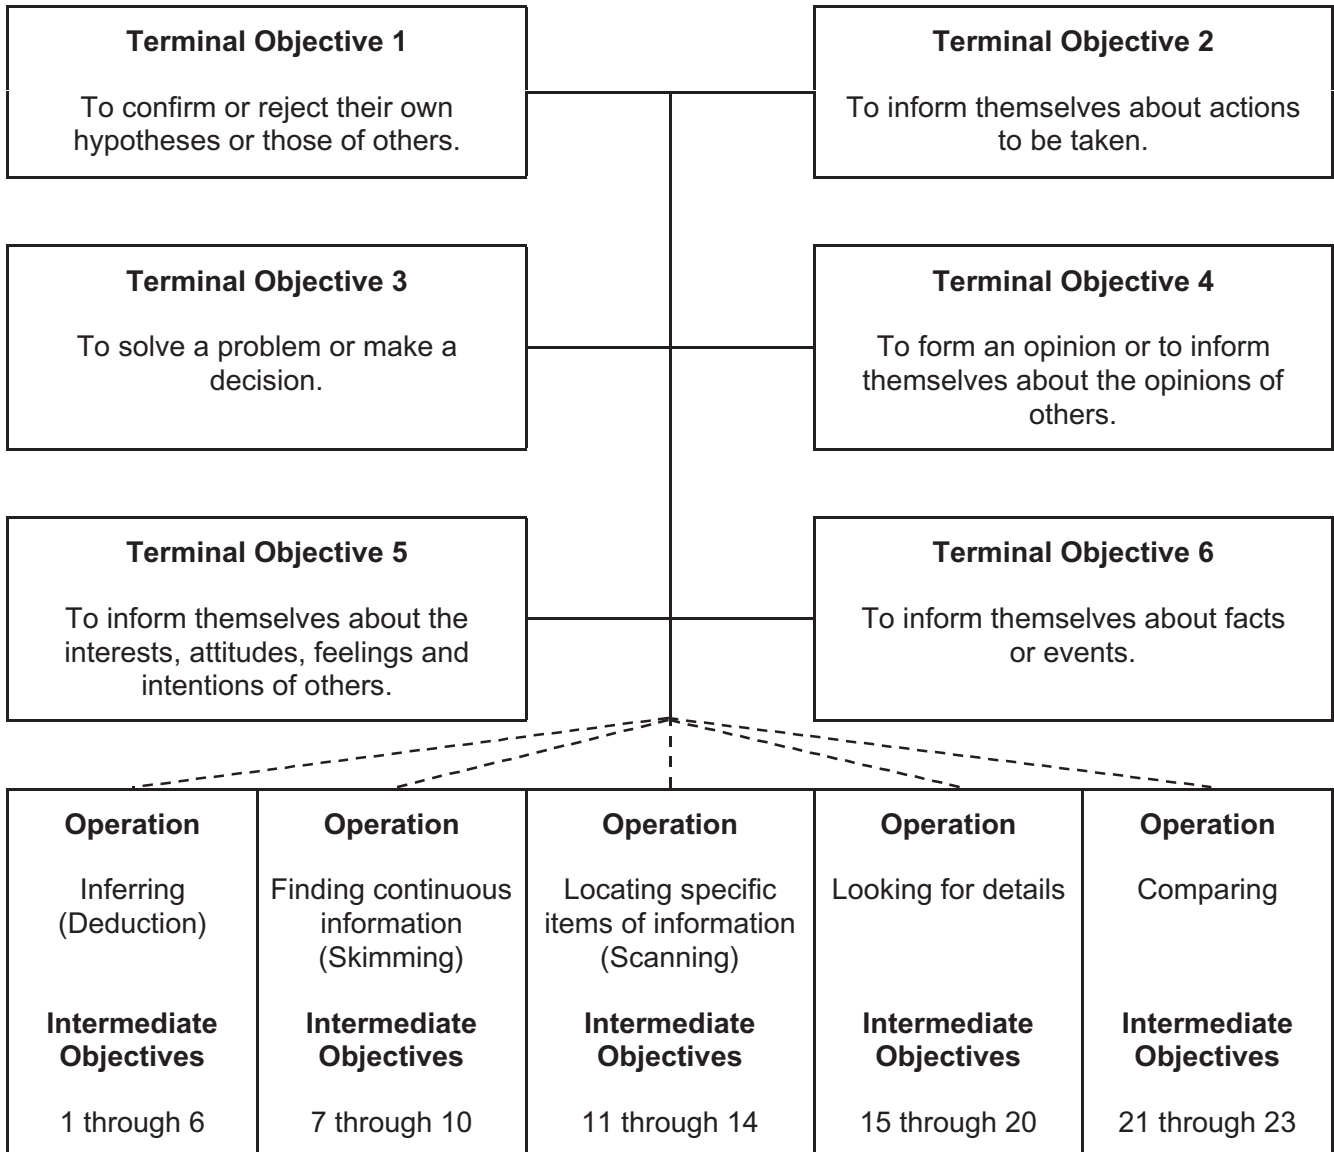 Terminal Objective 1
To confirm or reject their own
hypotheses or those of others.
Terminal Objective 2
To inform themselves about actions
to be taken.
Terminal Objective 3
To solve a problem or make a
decision.
Terminal Objective 4
To form an opinion or to inform
themselves about the opinions of
others.
Terminal Objective 5
To inform themselves about the
interests, attitudes, feelings and
intentions of others.
Terminal Objective 6
To inform themselves about facts
or events.
Operation
Inferring
(Deduction)
Intermediate
Objectives
1 through 6
Operation
Finding continuous
information
(Skimming)
Intermediate
Objectives
7 through 10
Operation
Locating specific
items of information
(Scanning)
Intermediate
Objectives
11 through 14
Operation
Looking for details
Intermediate
Objectives
15 through 20
Operation
Comparing
Intermediate
Objectives
21 through 23